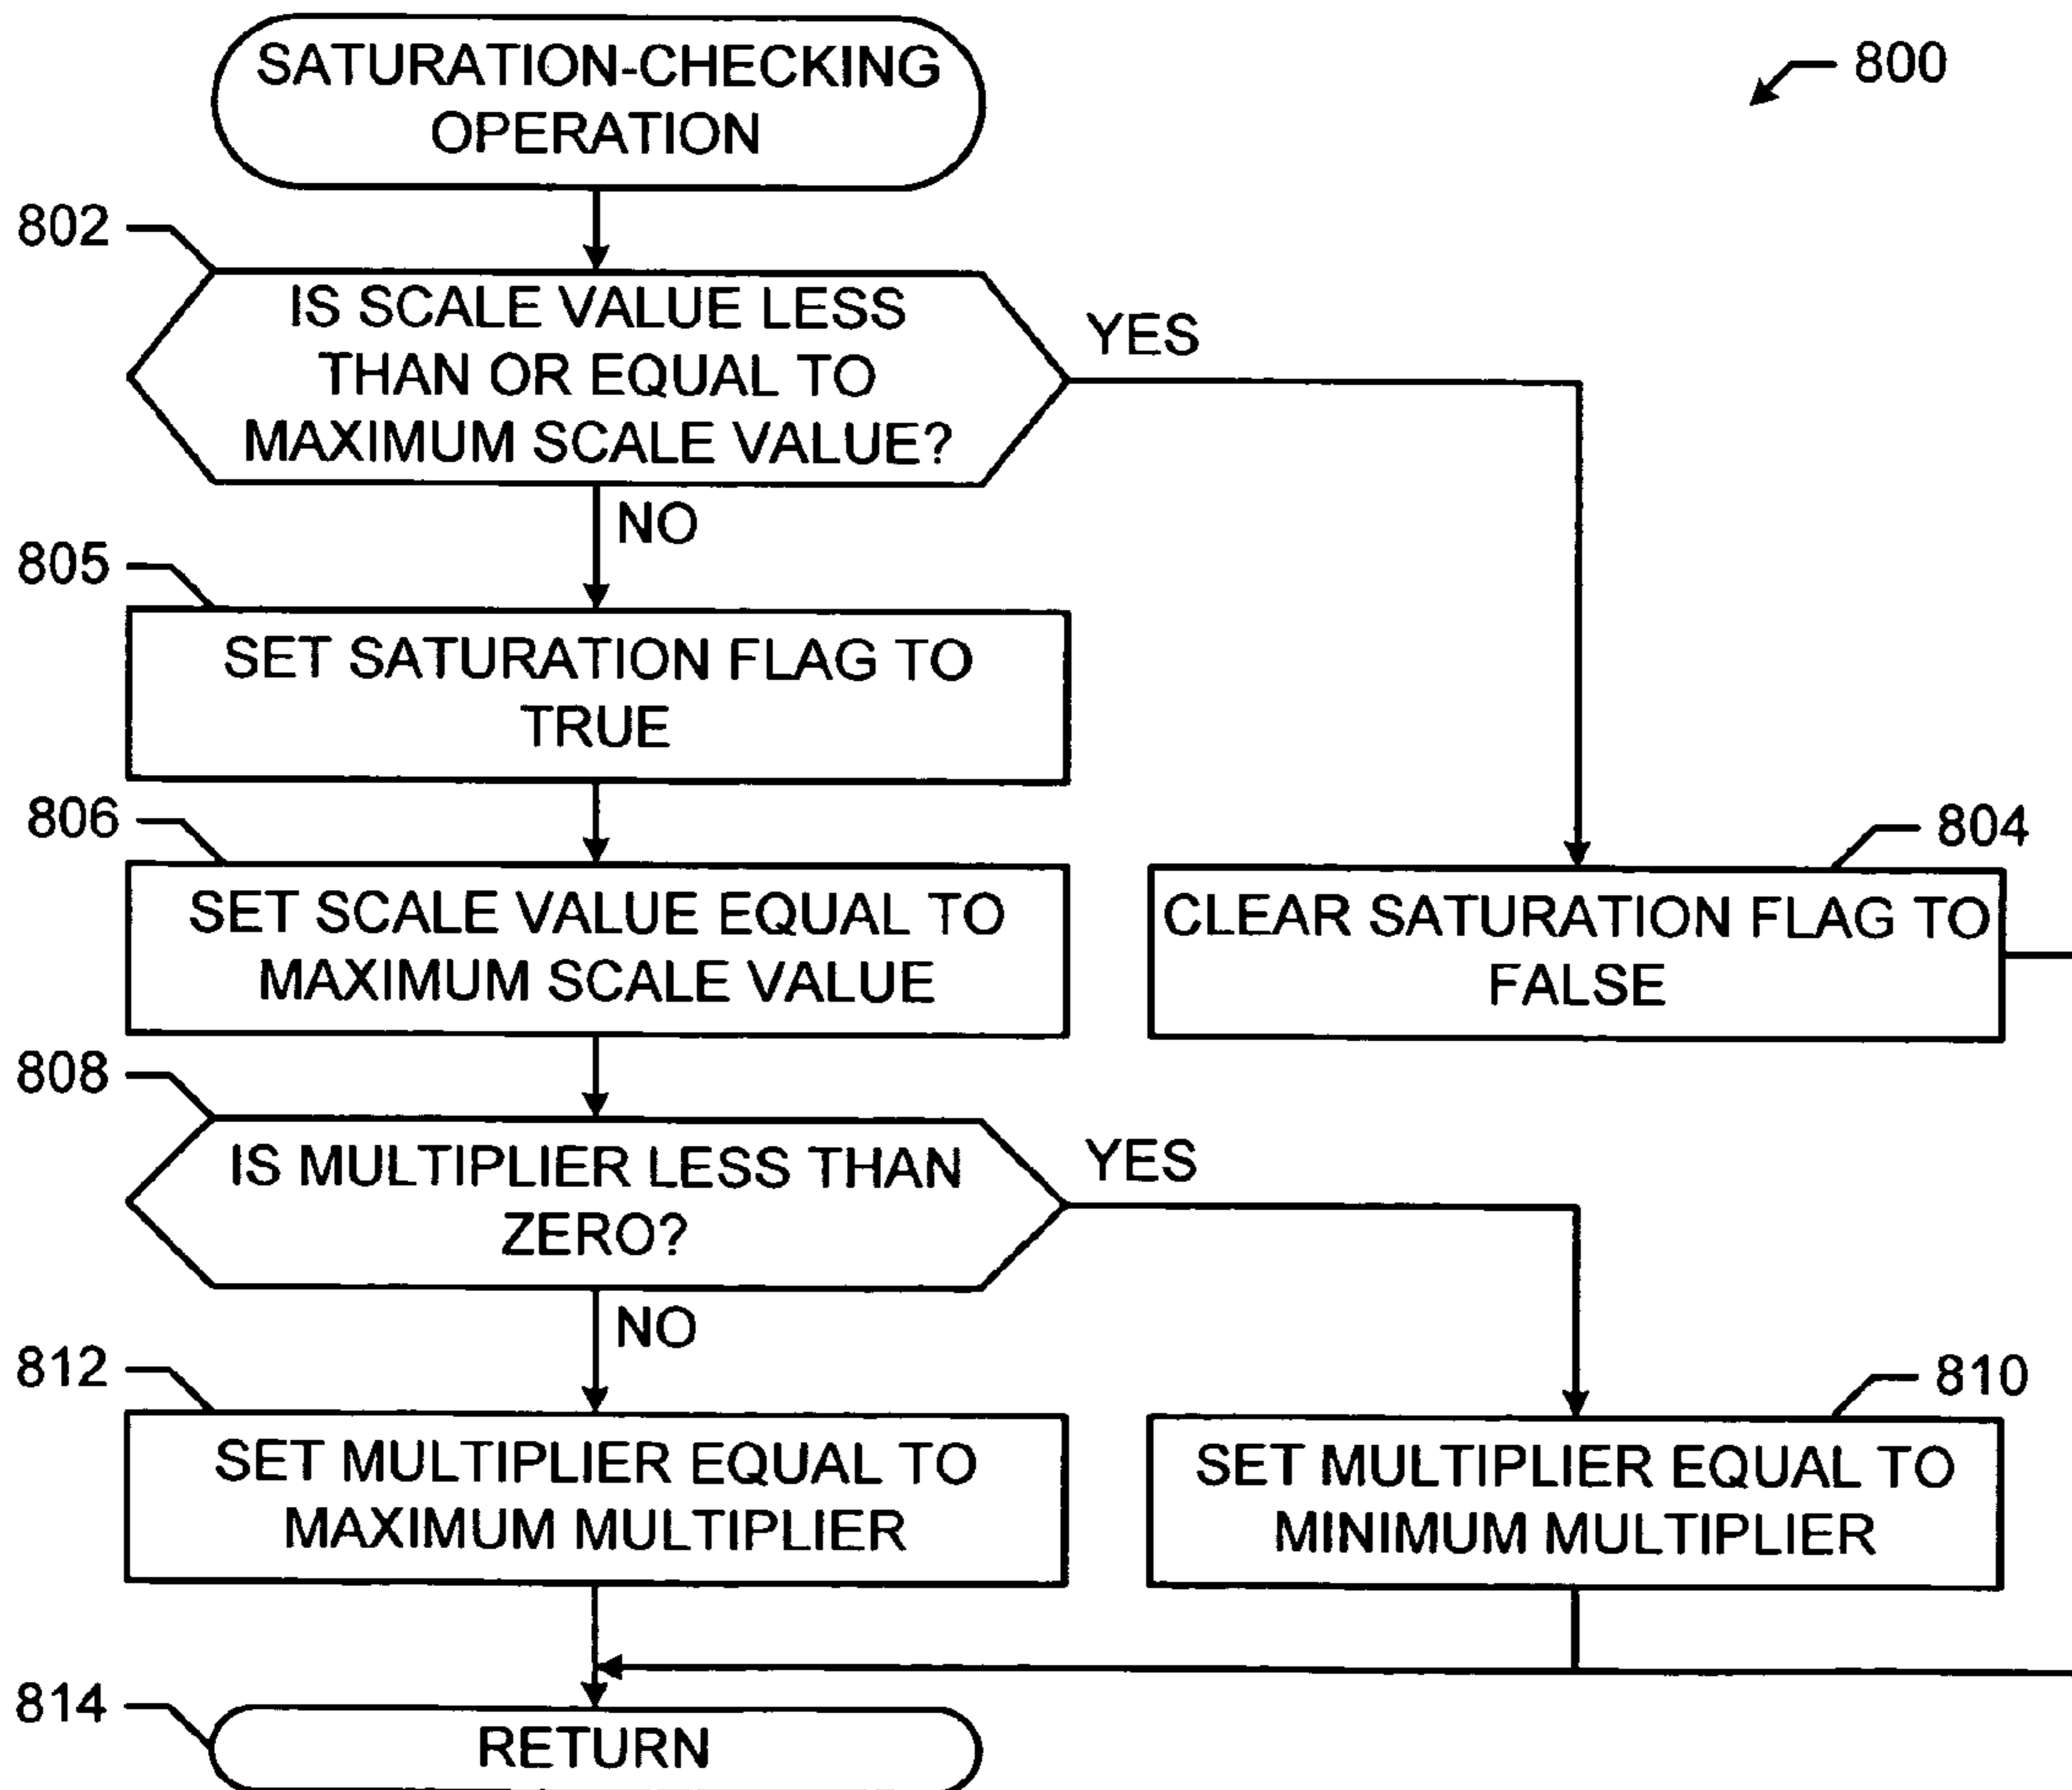 SATURATION-CHECKING
OPERATION
800
802
IS SCALE VALUE LESS
THAN OR EQUAL TO
MAXIMUM SCALE VALUE?
YES
NO
805
SET SATURATION FLAG TO
TRUE
806
SET SCALE VALUE EQUAL TO
MAXIMUM SCALE VALUE
804
CLEAR SATURATION FLAG TO
FALSE
808
IS MULTIPLIER LESS THAN
ZERO?
YES
NO
812
SET MULTIPLIER EQUAL TO
MAXIMUM MULTIPLIER
810
SET MULTIPLIER EQUAL TO
MINIMUM MULTIPLIER
814
RETURN